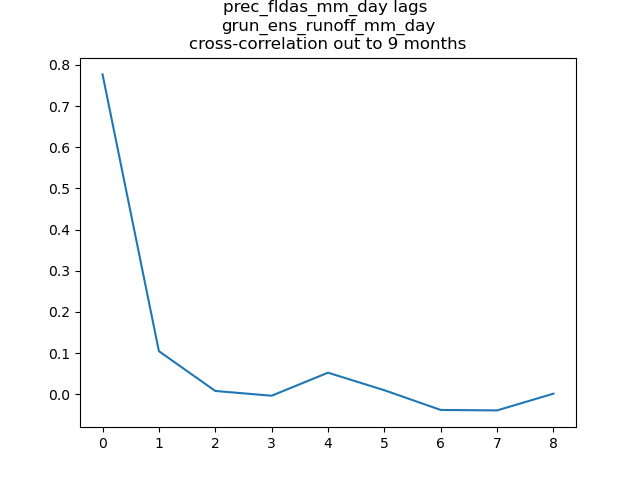 prec_fldas_mm_day lags
grun_ens_runoff_mm_day
cross-correlation out to 9 months
0.8
0.7
0.6
0.5
0.4
0.3
0.2
0.1
0.0
0 1 2 3 4 5 6 7 8